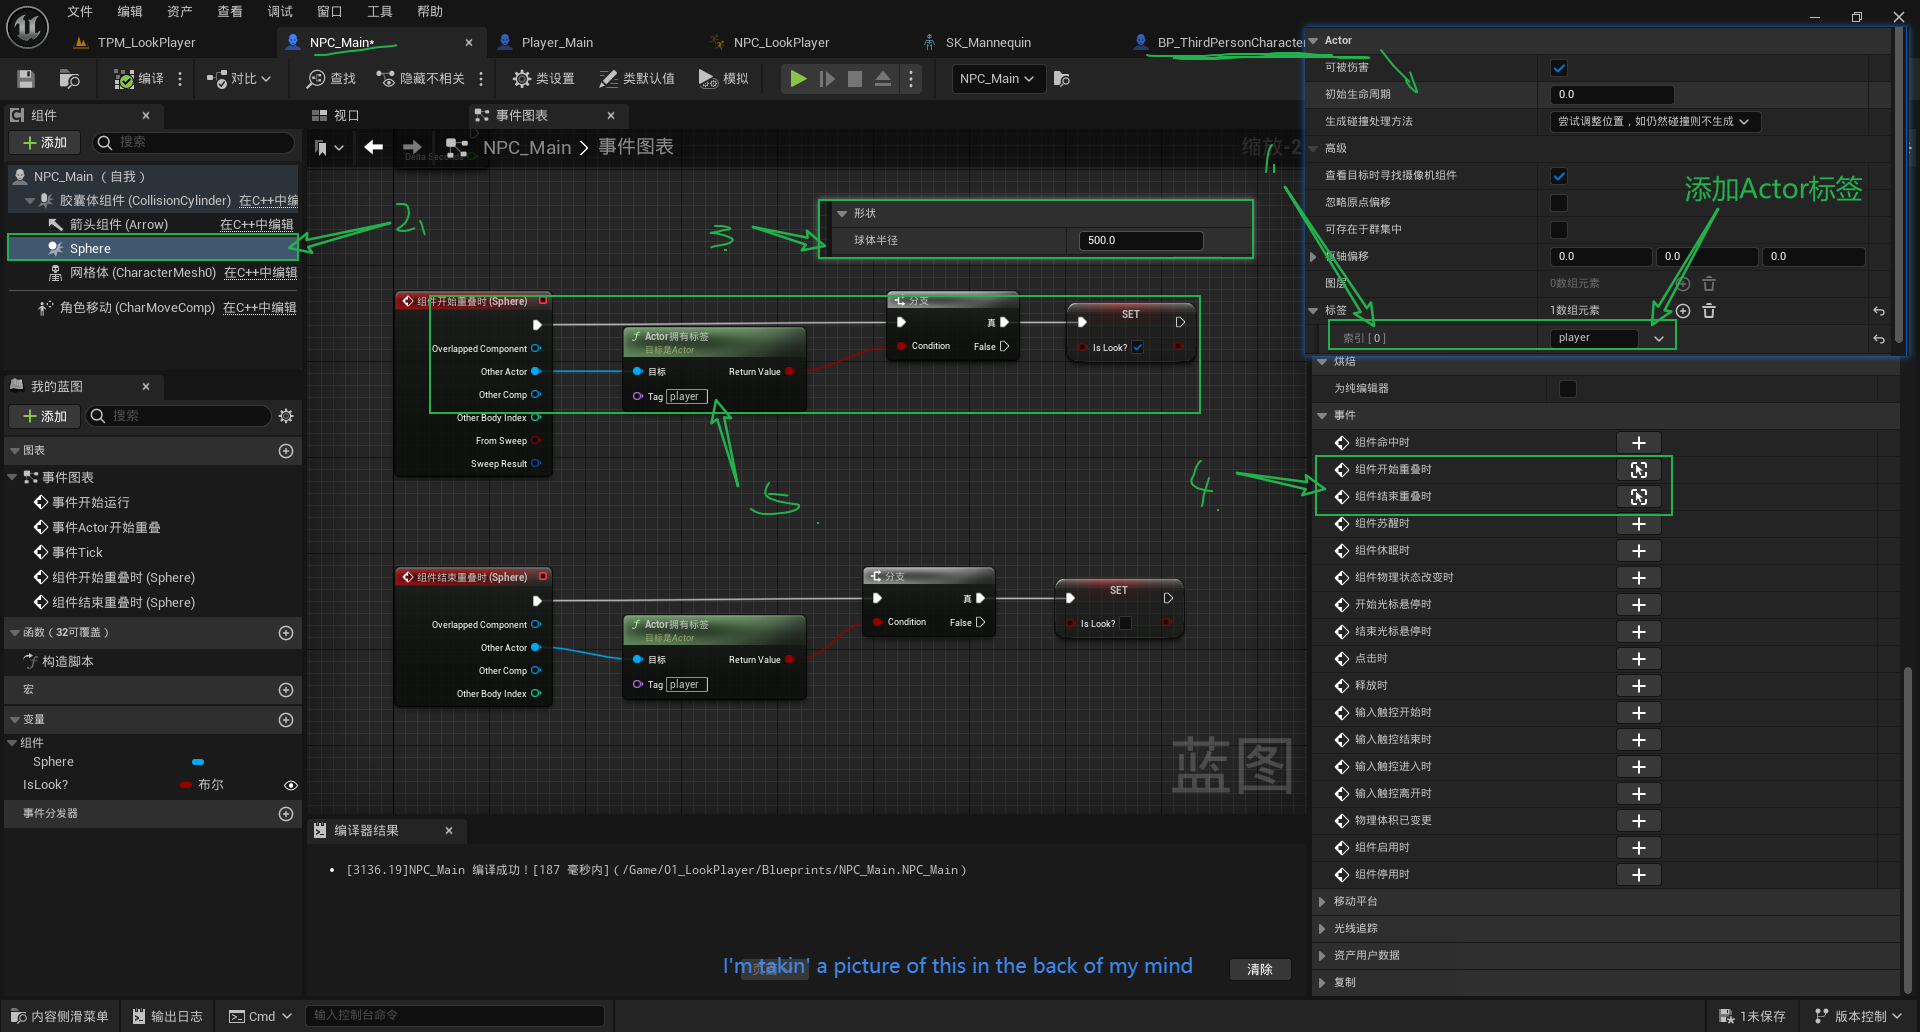 文件 编辑 资产 查看 调试 窗口 工具 帮助
TPM_LookPlayer NPC_Main* Player_Main NPC_LookPlayer SK_Mannequin BP_ThirdPersonCharacter
编译 对比 查找 隐藏不相关 类设置 类默认值 模拟 NPC_Main
组件
添加 搜索
NPC_Main （自我）
胶囊体组件 (CollisionCylinder) 在C++中编
箭头组件 (Arrow) 在C++中编辑
Sphere
网格体 (CharacterMesh0) 在C++中编辑
角色移动 (CharMoveComp) 在C++中编辑
我的蓝图
添加 搜索
图表
事件图表
事件开始运行
事件Actor开始重叠
事件Tick
组件开始重叠时 (Sphere)
组件结束重叠时 (Sphere)
函数（32可覆盖）
构造脚本
宏
变量
组件
Sphere
IsLook? 布尔
事件分发器
视口 事件图表
NPC_Main > 事件图表 缩放-2
Delta Seconds
2,
3.
形状
球体半径 500.0
组件开始重叠时 (Sphere)
Overlapped Component
Other Actor
Other Comp
Other Body Index
From Sweep
Sweep Result
Actor拥有标签
目标是Actor
目标 Return Value
Tag player
分支
真
Condition False
SET
Is Look?
5.
4.
组件结束重叠时 (Sphere)
Overlapped Component
Other Actor
Other Comp
Other Body Index
Actor拥有标签
目标是Actor
目标 Return Value
Tag player
分支
真
Condition False
SET
Is Look?
蓝图
编译器结果
[3136.19]NPC_Main 编译成功！[187 毫秒内]（/Game/01_LookPlayer/Blueprints/NPC_Main.NPC_Main）
I'm takin' a picture of this in the back of my mind
清除
1,
Actor
可被伤害
初始生命周期 0.0
生成碰撞处理方法 尝试调整位置，如仍然碰撞则不生成
高级
查看目标时寻找摄像机组件
添加Actor标签
忽略原点偏移
可存在于群集中
轴偏移 0.0 0.0 0.0
图层 0数组元素
标签 1数组元素
索引 [ 0 ] player
烘焙
为纯编辑器
事件
组件命中时
组件开始重叠时
组件结束重叠时
组件苏醒时
组件休眠时
组件物理状态改变时
开始光标悬停时
结束光标悬停时
点击时
释放时
输入触控开始时
输入触控结束时
输入触控进入时
输入触控离开时
物理体积已变更
组件启用时
组件停用时
移动平台
光线追踪
资产用户数据
复制
内容侧滑菜单 输出日志 Cmd 输入控制台命令 1未保存 版本控制